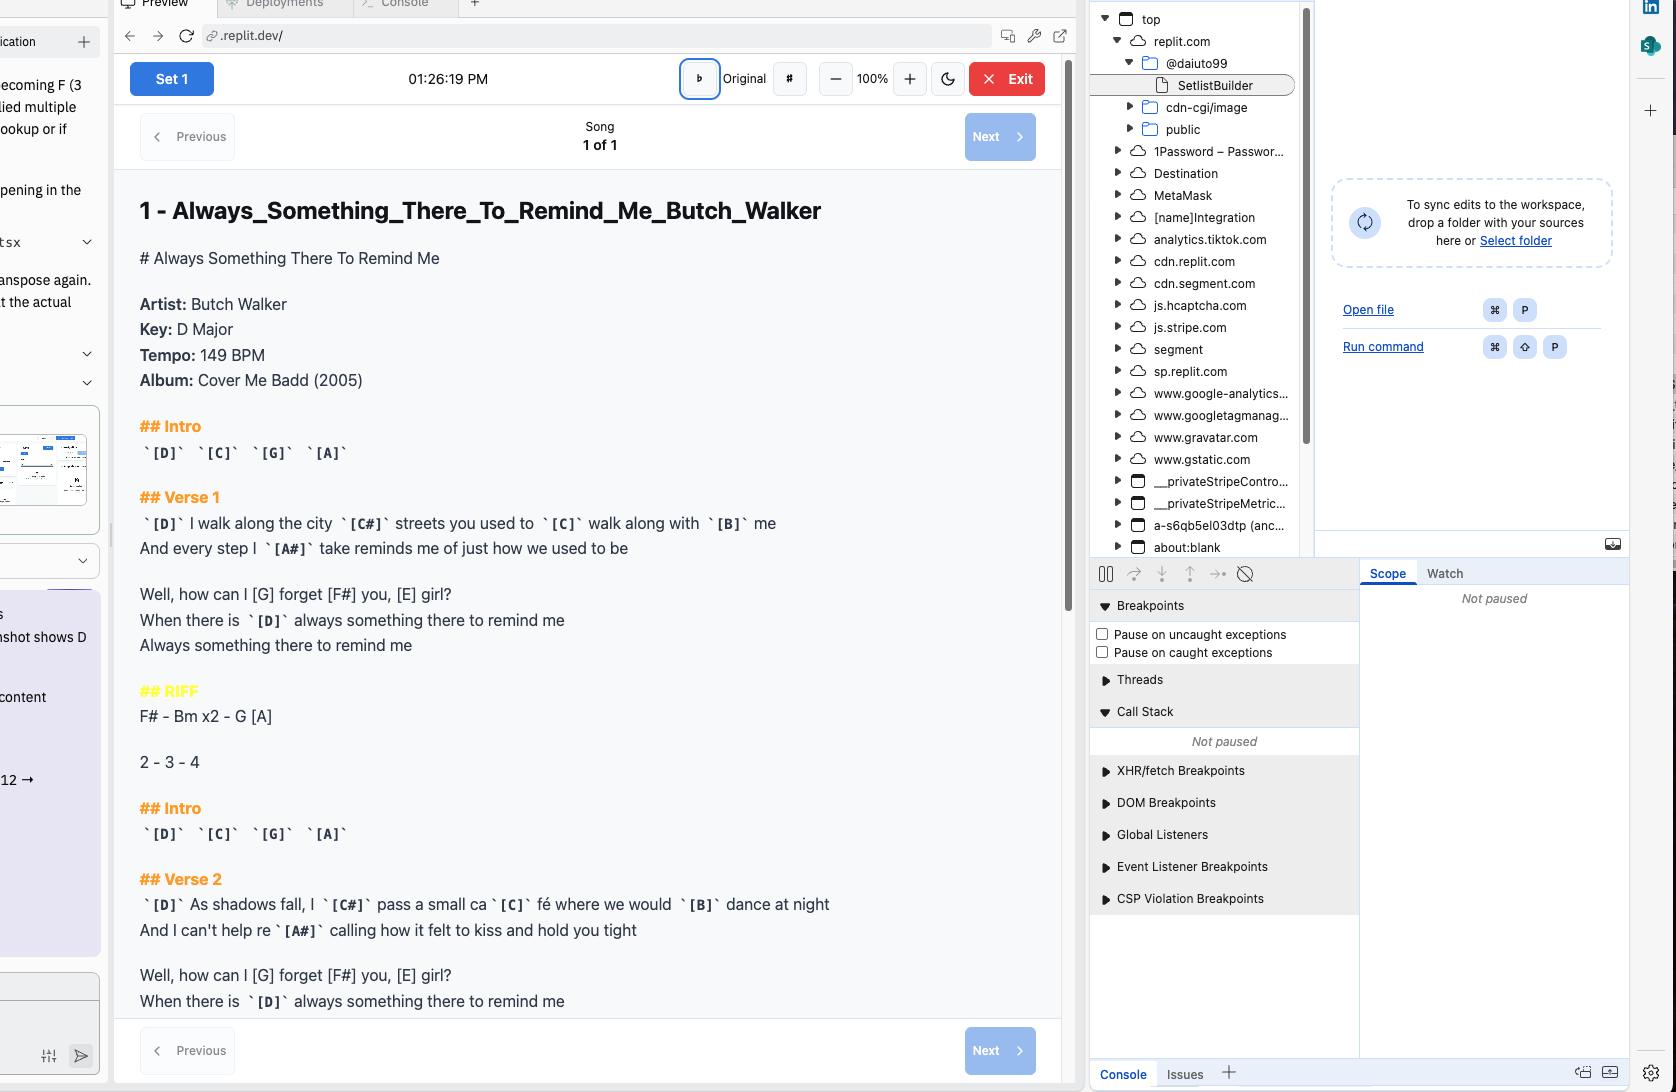 Preview
Deployments
Console
ication
ecoming F (3
lied multiple
ookup or if
pening in the
tsx
anspose again.
t the actual
s
nshot shows D
content
12 →
.replit.dev/
Set 1
01:26:19 PM
♭
Original
#
100%
Exit
Previous
Song
1 of 1
Next
1 - Always_Something_There_To_Remind_Me_Butch_Walker
# Always Something There To Remind Me
Artist: Butch Walker
Key: D Major
Tempo: 149 BPM
Album: Cover Me Badd (2005)
## Intro
`[D]` `[C]` `[G]` `[A]`
## Verse 1
`[D]` I walk along the city `[C#]` streets you used to `[C]` walk along with `[B]` me
And every step I `[A#]` take reminds me of just how we used to be
Well, how can I [G] forget [F#] you, [E] girl?
When there is `[D]` always something there to remind me
Always something there to remind me
## RIFF
F# - Bm x2 - G [A]
2 - 3 - 4
## Intro
`[D]` `[C]` `[G]` `[A]`
## Verse 2
`[D]` As shadows fall, I `[C#]` pass a small ca `[C]` fé where we would `[B]` dance at night
And I can't help re `[A#]` calling how it felt to kiss and hold you tight
Well, how can I [G] forget [F#] you, [E] girl?
When there is `[D]` always something there to remind me
Previous
Next
top
replit.com
@daiuto99
SetlistBuilder
cdn-cgi/image
public
1Password – Passwor...
Destination
MetaMask
[name]Integration
analytics.tiktok.com
cdn.replit.com
cdn.segment.com
js.hcaptcha.com
js.stripe.com
segment
sp.replit.com
www.google-analytics...
www.googletagmanag...
www.gravatar.com
www.gstatic.com
__privateStripeContro...
__privateStripeMetric...
a-s6qb5el03dtp (anc...
about:blank
To sync edits to the workspace,
drop a folder with your sources
here or Select folder
Open file ⌘ P
Run command ⌘ ⇧ P
Breakpoints
Pause on uncaught exceptions
Pause on caught exceptions
Threads
Call Stack
Not paused
XHR/fetch Breakpoints
DOM Breakpoints
Global Listeners
Event Listener Breakpoints
CSP Violation Breakpoints
Scope
Watch
Not paused
Console
Issues